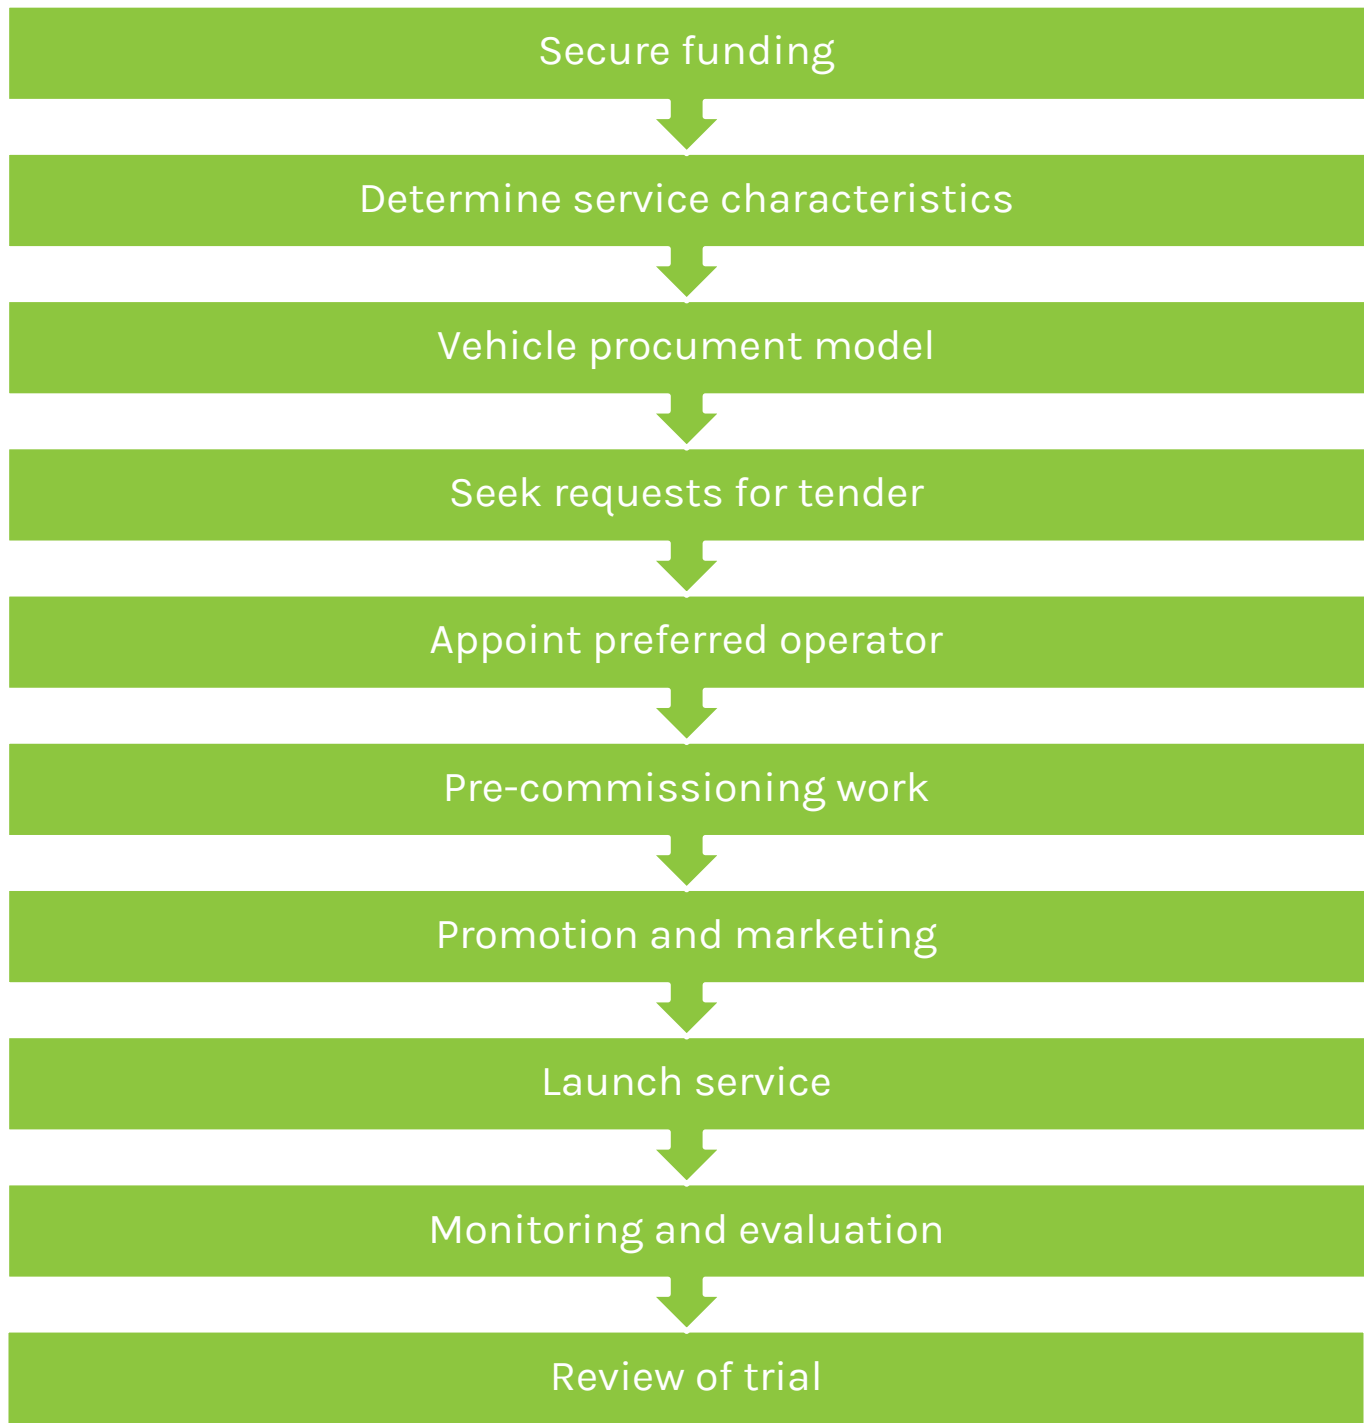 Secure funding
Determine service characteristics
Vehicle procument model
Seek requests for tender
Appoint preferred operator
Pre-commissioning work
Promotion and marketing
Launch service
Monitoring and evaluation
Review of trial